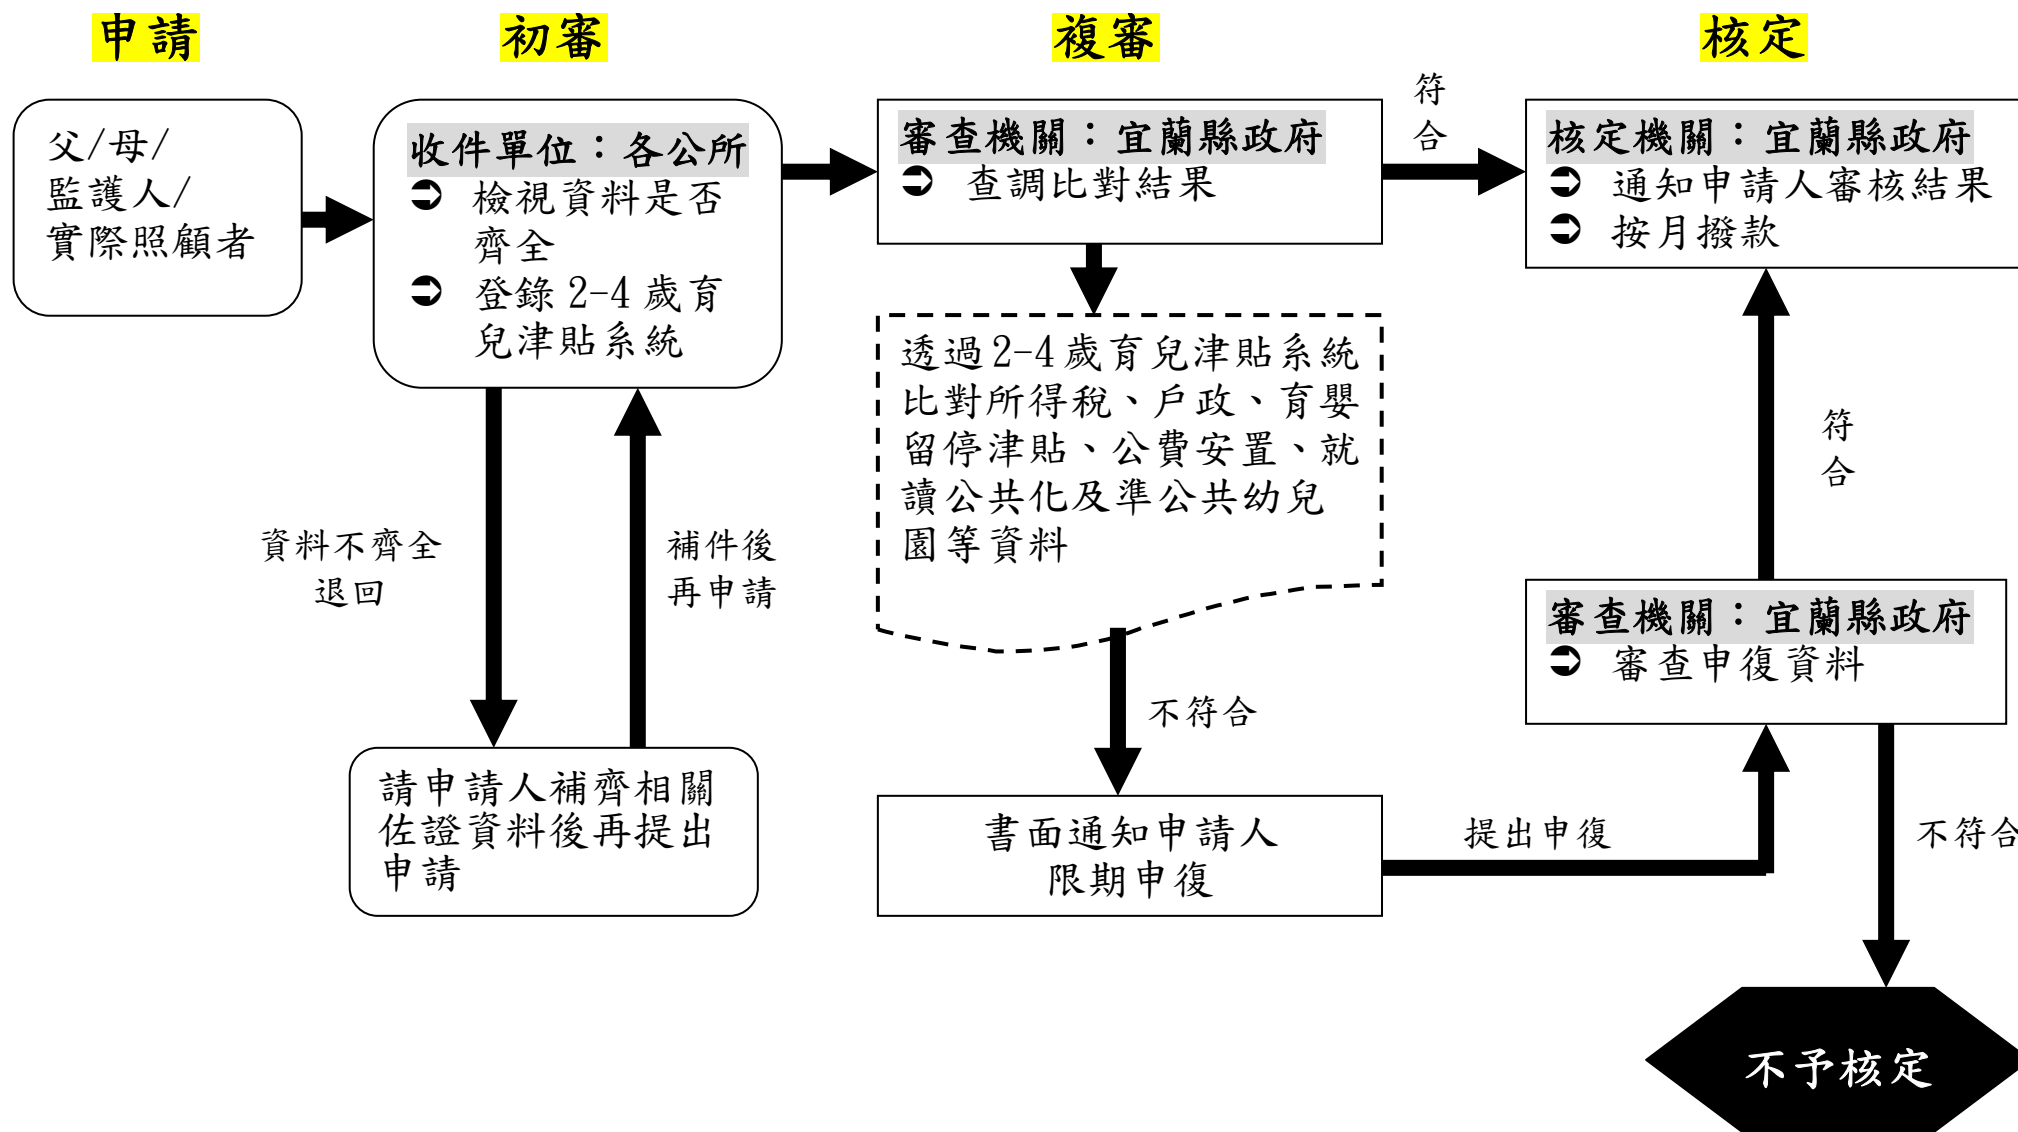 申請
初審
複審
核定
父/母/
監護人/
實際照顧者
收件單位：各公所
➲ 檢視資料是否
齊全
➲ 登錄 2-4 歲育
兒津貼系統
資料不齊全
退回
補件後
再申請
請申請人補齊相關
佐證資料後再提出
申請
審查機關：宜蘭縣政府
➲ 查調比對結果
符
合
透過 2-4 歲育兒津貼系統
比對所得稅、戶政、育嬰
留停津貼、公費安置、就
讀公共化及準公共幼兒
園等資料
不符合
書面通知申請人
限期申復
提出申復
核定機關：宜蘭縣政府
➲ 通知申請人審核結果
➲ 按月撥款
符
合
審查機關：宜蘭縣政府
➲ 審查申復資料
不符合
不予核定